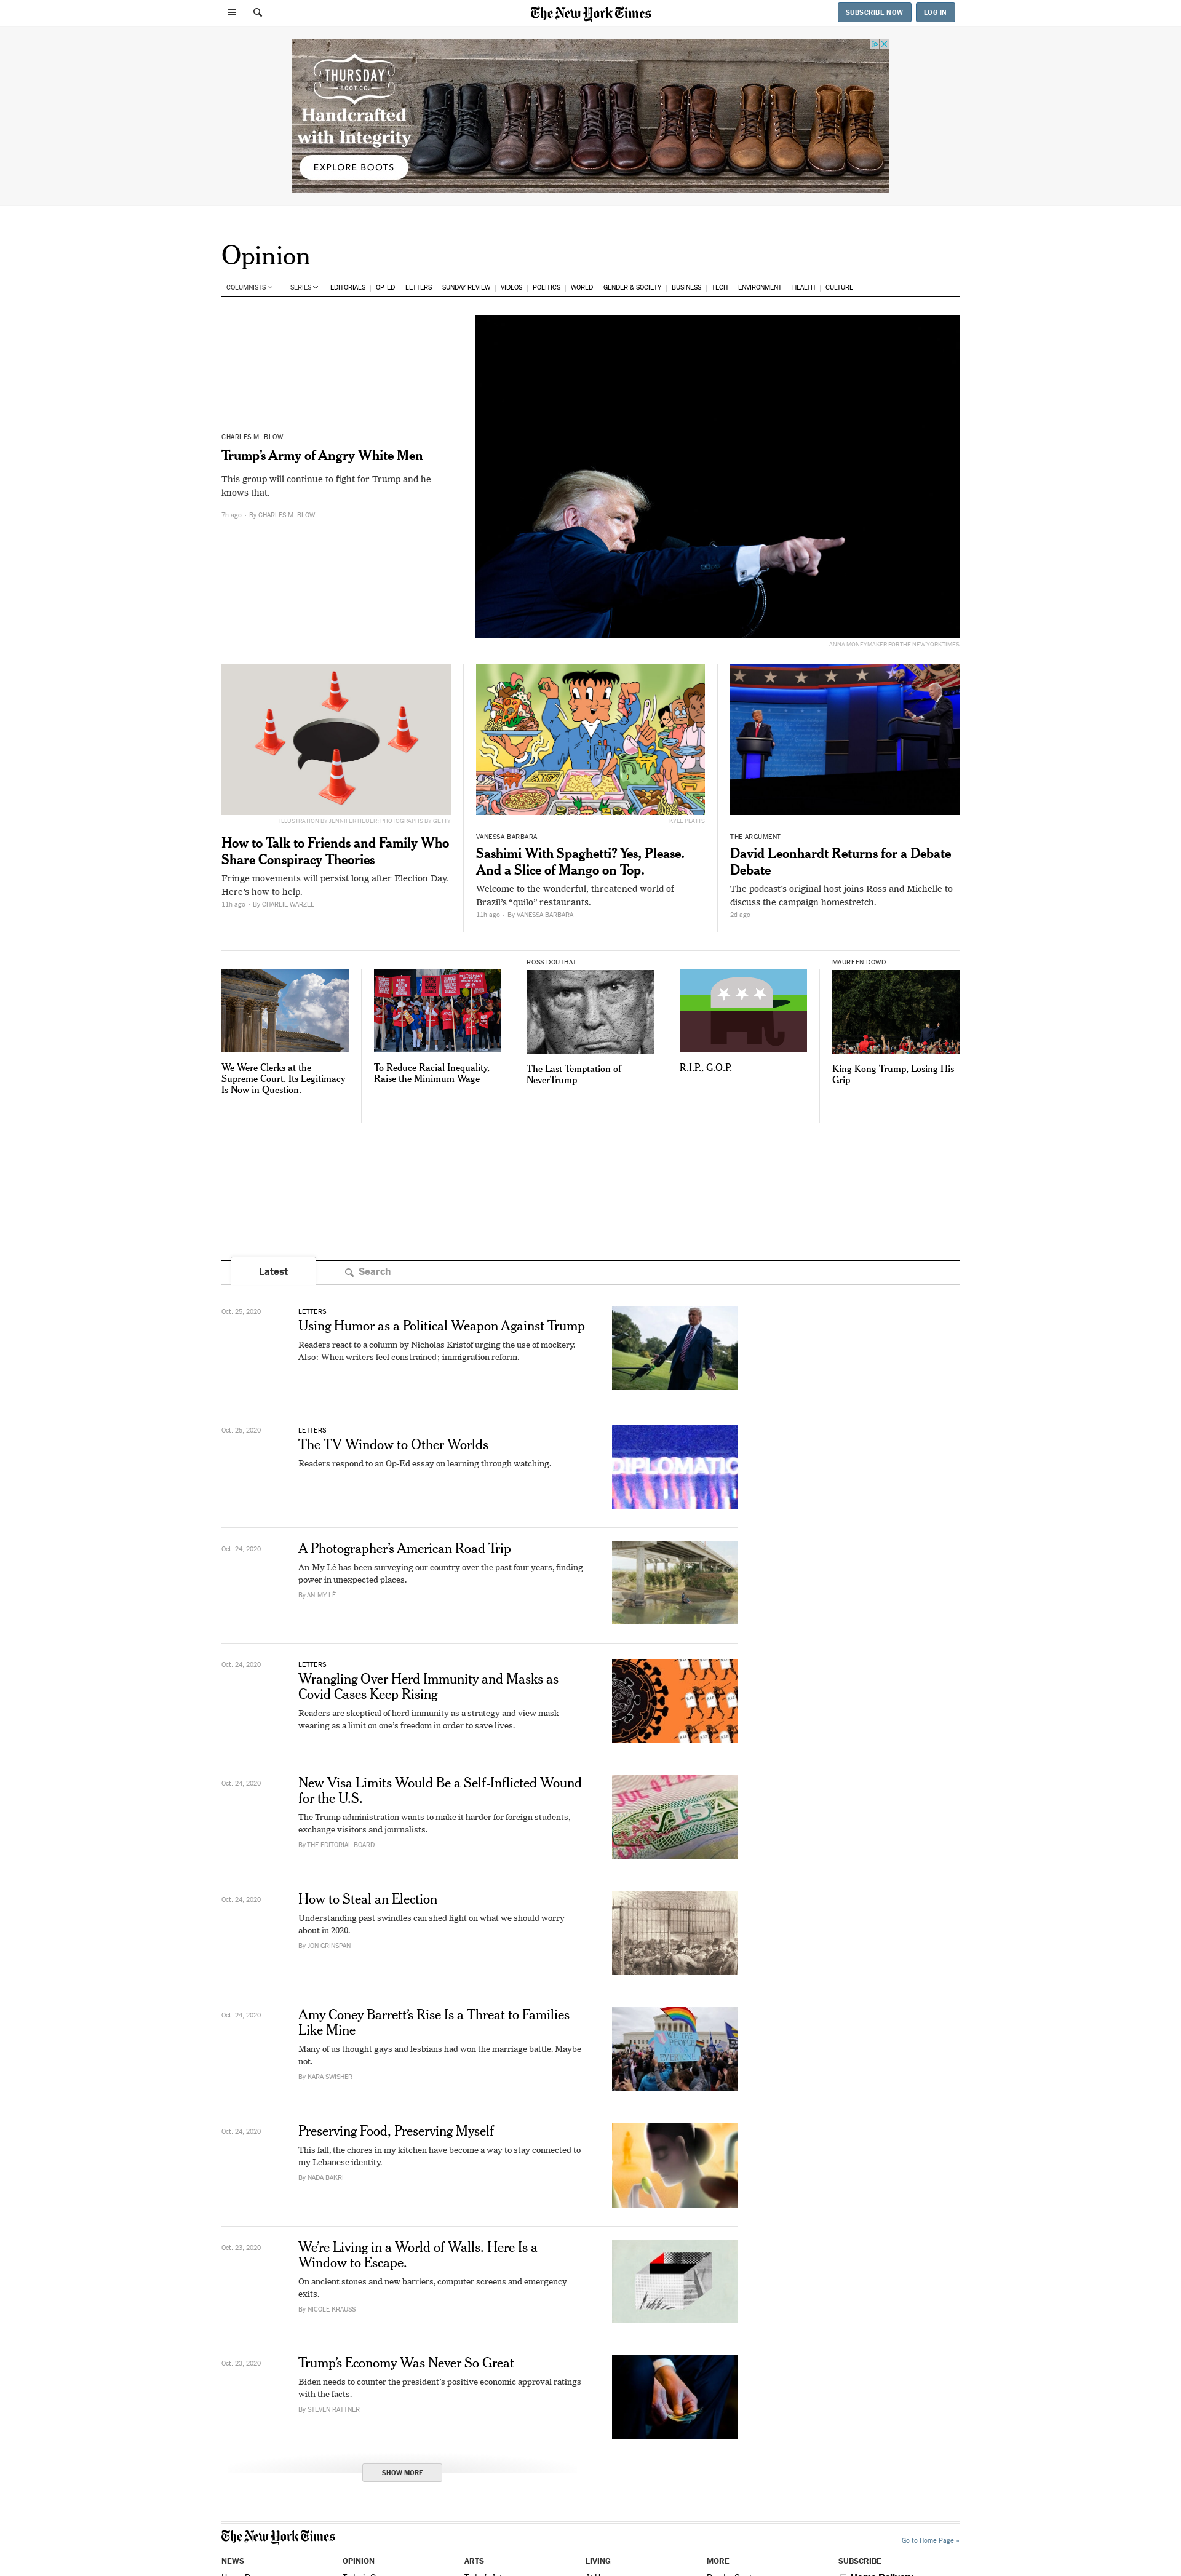 The New York Times
SUBSCRIBE NOW
LOG IN
THURSDAY
BOOT CO.
Handcrafted
with Integrity
EXPLORE BOOTS
Opinion
COLUMNISTS
SERIES
EDITORIALS
OP-ED
LETTERS
SUNDAY REVIEW
VIDEOS
POLITICS
WORLD
GENDER & SOCIETY
BUSINESS
TECH
ENVIRONMENT
HEALTH
CULTURE
CHARLES M. BLOW
Trump’s Army of Angry White Men
This group will continue to fight for Trump and he
knows that.
7h ago • By CHARLES M. BLOW
ANNA MONEYMAKER FOR THE NEW YORK TIMES
ILLUSTRATION BY JENNIFER HEUER; PHOTOGRAPHS BY GETTY
How to Talk to Friends and Family Who
Share Conspiracy Theories
Fringe movements will persist long after Election Day.
Here’s how to help.
11h ago • By CHARLIE WARZEL
KYLE PLATTS
VANESSA BARBARA
Sashimi With Spaghetti? Yes, Please.
And a Slice of Mango on Top.
Welcome to the wonderful, threatened world of
Brazil’s “quilo” restaurants.
11h ago • By VANESSA BARBARA
THE ARGUMENT
David Leonhardt Returns for a Debate
Debate
The podcast’s original host joins Ross and Michelle to
discuss the campaign homestretch.
2d ago
We Were Clerks at the
Supreme Court. Its Legitimacy
Is Now in Question.
To Reduce Racial Inequality,
Raise the Minimum Wage
ROSS DOUTHAT
The Last Temptation of
NeverTrump
R.I.P., G.O.P.
MAUREEN DOWD
King Kong Trump, Losing His
Grip
Latest
Search
Oct. 25, 2020
LETTERS
Using Humor as a Political Weapon Against Trump
Readers react to a column by Nicholas Kristof urging the use of mockery.
Also: When writers feel constrained; immigration reform.
Oct. 25, 2020
LETTERS
The TV Window to Other Worlds
Readers respond to an Op-Ed essay on learning through watching.
DIPLOMATIC
Oct. 24, 2020
A Photographer’s American Road Trip
An-My Lê has been surveying our country over the past four years, finding
power in unexpected places.
By AN-MY LÊ
Oct. 24, 2020
LETTERS
Wrangling Over Herd Immunity and Masks as
Covid Cases Keep Rising
Readers are skeptical of herd immunity as a strategy and view mask-
wearing as a limit on one’s freedom in order to save lives.
Oct. 24, 2020
New Visa Limits Would Be a Self-Inflicted Wound
for the U.S.
The Trump administration wants to make it harder for foreign students,
exchange visitors and journalists.
By THE EDITORIAL BOARD
VISA
Oct. 24, 2020
How to Steal an Election
Understanding past swindles can shed light on what we should worry
about in 2020.
By JON GRINSPAN
Oct. 24, 2020
Amy Coney Barrett’s Rise Is a Threat to Families
Like Mine
Many of us thought gays and lesbians had won the marriage battle. Maybe
not.
By KARA SWISHER
WE THE
PEOPLE
Oct. 24, 2020
Preserving Food, Preserving Myself
This fall, the chores in my kitchen have become a way to stay connected to
my Lebanese identity.
By NADA BAKRI
Oct. 23, 2020
We’re Living in a World of Walls. Here Is a
Window to Escape.
On ancient stones and new barriers, computer screens and emergency
exits.
By NICOLE KRAUSS
Oct. 23, 2020
Trump’s Economy Was Never So Great
Biden needs to counter the president’s positive economic approval ratings
with the facts.
By STEVEN RATTNER
SHOW MORE
The New York Times
Go to Home Page »
NEWS
OPINION
ARTS
LIVING
MORE
SUBSCRIBE